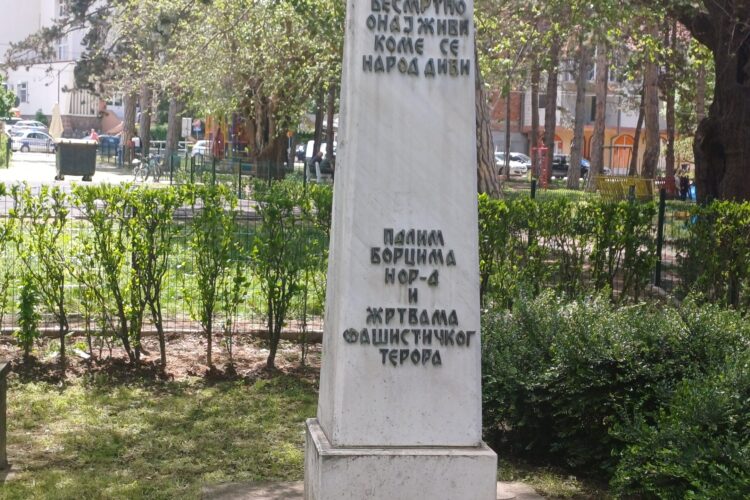 БЕСМРТНО
ОНАЈ ЖИВИ
КОМЕ СЕ
НАРОД ДИВИ
ПАЛИМ
БОРЦИМА
НОР-А
И
ЖРТВАМА
ФАШИСТИЧКОГ
ТЕРОРА